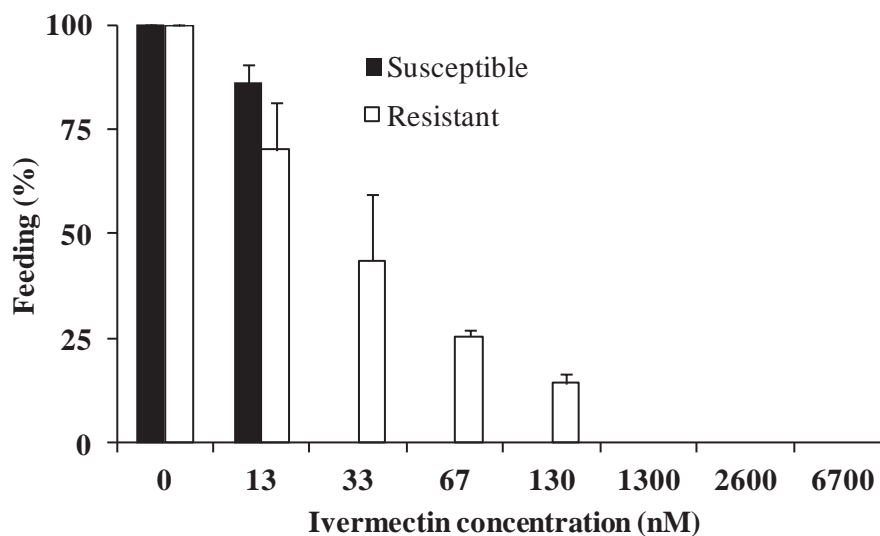 100
75
50
25
0
Feeding (%)
Susceptible
Resistant
0 13 33 67 130 1300 2600 6700
Ivermectin concentration (nM)